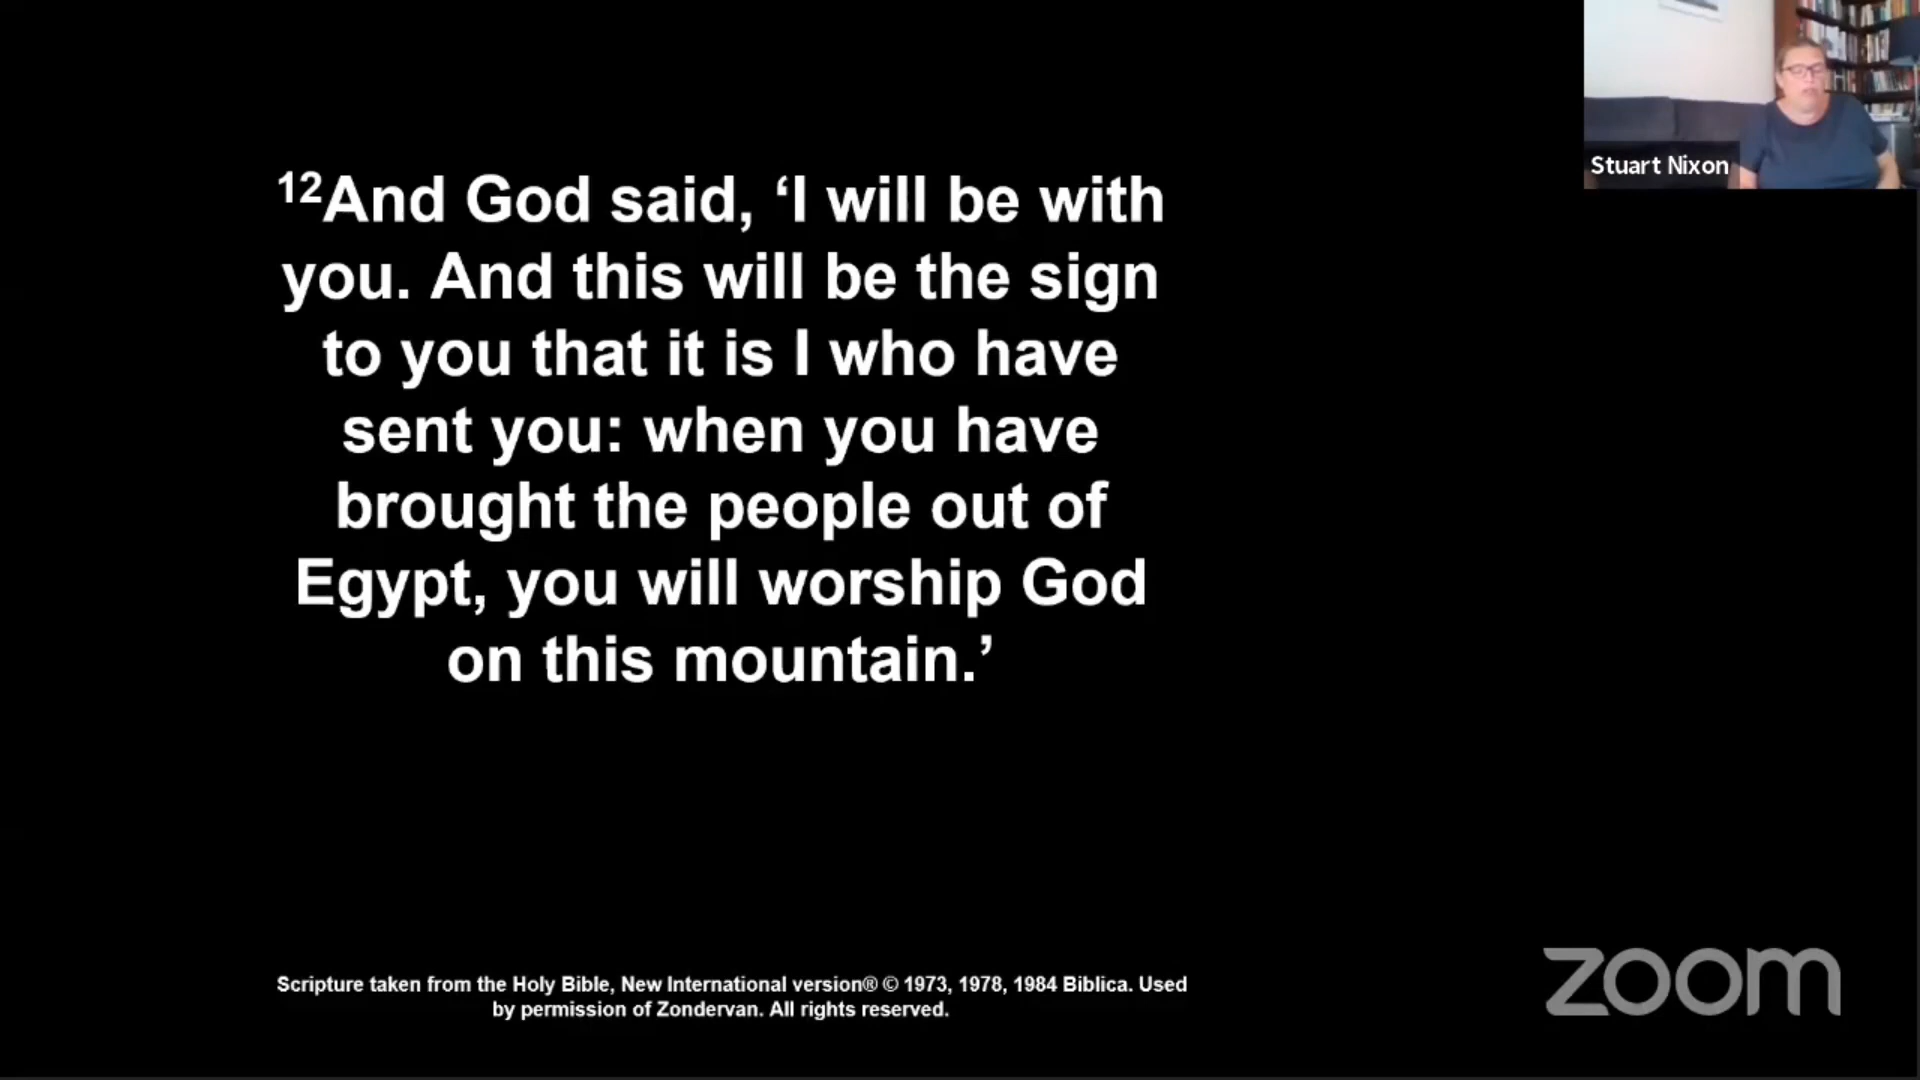 ¹²And God said, ‘I will be with
you. And this will be the sign
to you that it is I who have
sent you: when you have
brought the people out of
Egypt, you will worship God
on this mountain.’
Stuart Nixon
Scripture taken from the Holy Bible, New International version® © 1973, 1978, 1984 Biblica. Used
by permission of Zondervan. All rights reserved.
zoom